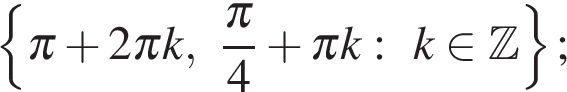 {π + 2πk, π/4 + πk : k ∈ ℤ};